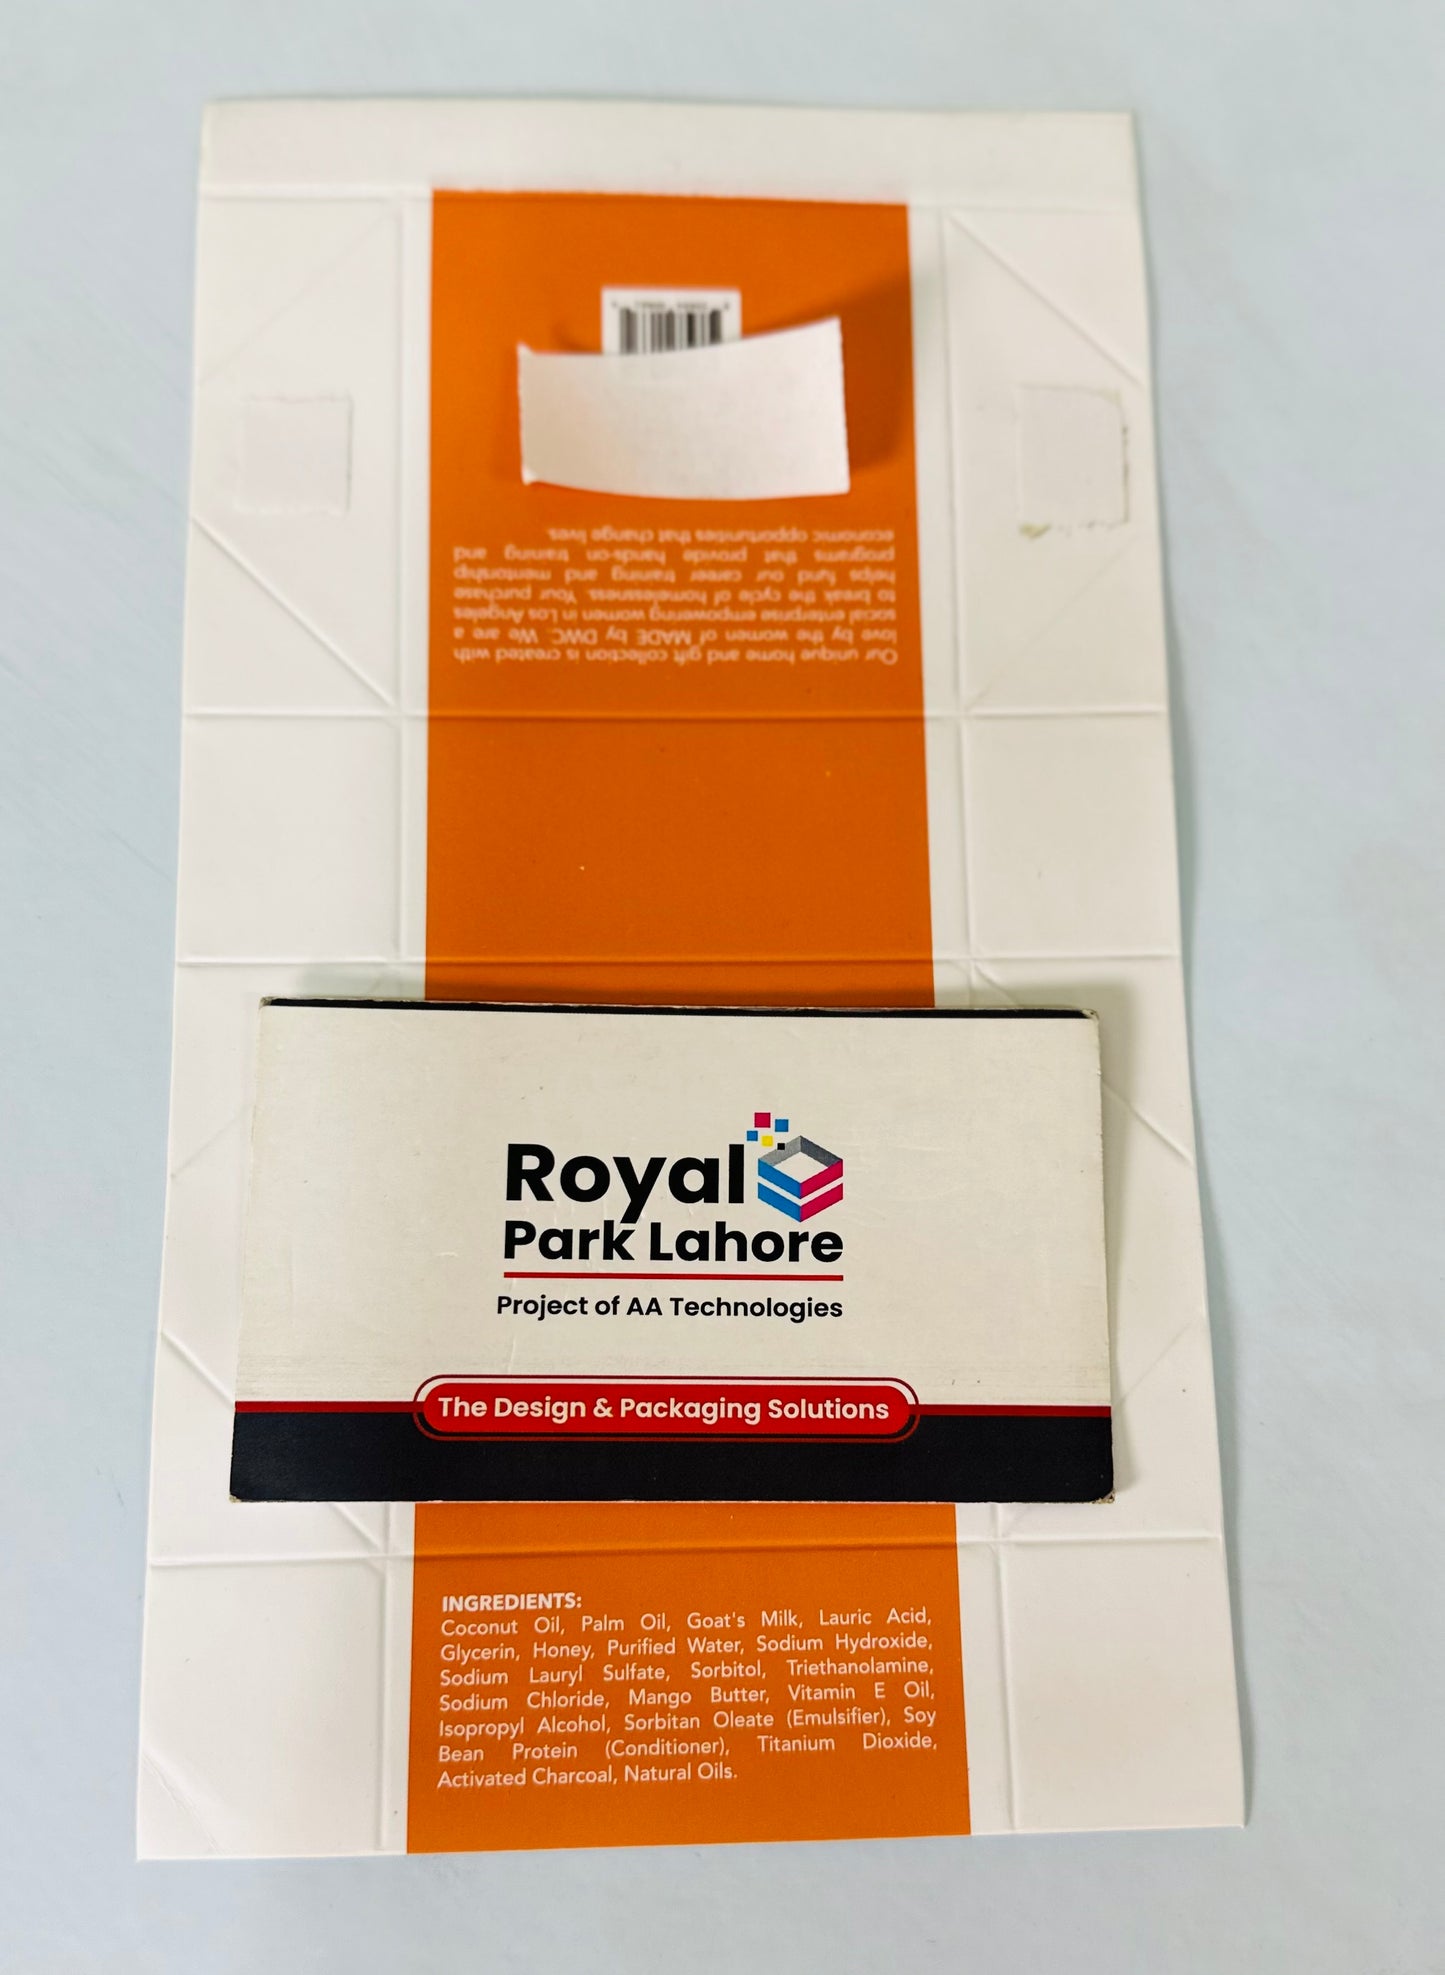 Our unique home and gift collection is created with
love by the women of MADE by DWC. We are a
social enterprise empowering women in Los Angeles
to break the cycle of homelessness. Your purchase
helps fund our career training and mentorship
programs that provide hands-on training and
economic opportunities that change lives.
Royal
Park Lahore
Project of AA Technologies
The Design & Packaging Solutions
INGREDIENTS:
Coconut Oil, Palm Oil, Goat's Milk, Lauric Acid,
Glycerin, Honey, Purified Water, Sodium Hydroxide,
Sodium Lauryl Sulfate, Sorbitol, Triethanolamine,
Sodium Chloride, Mango Butter, Vitamin E Oil,
Isopropyl Alcohol, Sorbitan Oleate (Emulsifier), Soy
Bean Protein (Conditioner), Titanium Dioxide,
Activated Charcoal, Natural Oils.